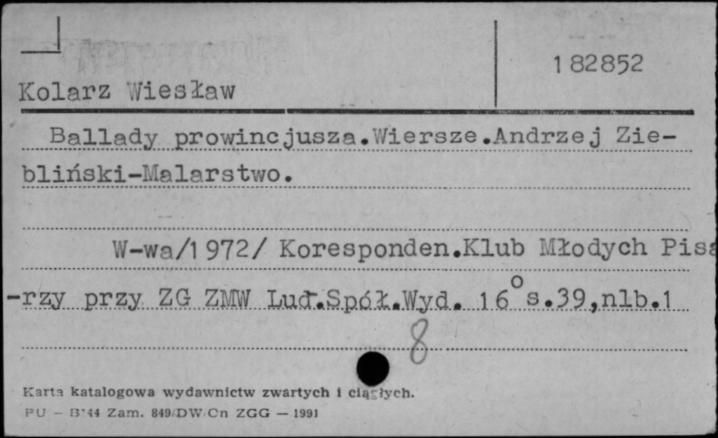 182852
Kolarz Wiesław
Ballady prowincjusza.Wiersze.Andrzej Zie-
bliński-Malarstwo.
W-wa/1972/ Koresponden.Klub Młodych Pisa
-rzy przy ZG ZMW Lud.Spół.Wyd. 16° s.39,nlb.1
8
Karta katalogowa wydawnictw zwartych i ciągłych.
PU – B'44 Zam. 849/DW/Cn ZGG — 1991